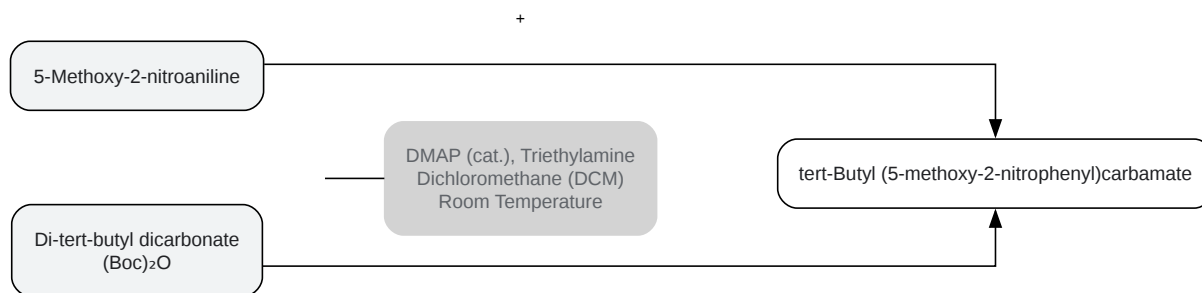 +
5-Methoxy-2-nitroaniline
DMAP (cat.), Triethylamine
Dichloromethane (DCM)
Room Temperature
tert-Butyl (5-methoxy-2-nitrophenyl)carbamate
Di-tert-butyl dicarbonate
(Boc)₂O